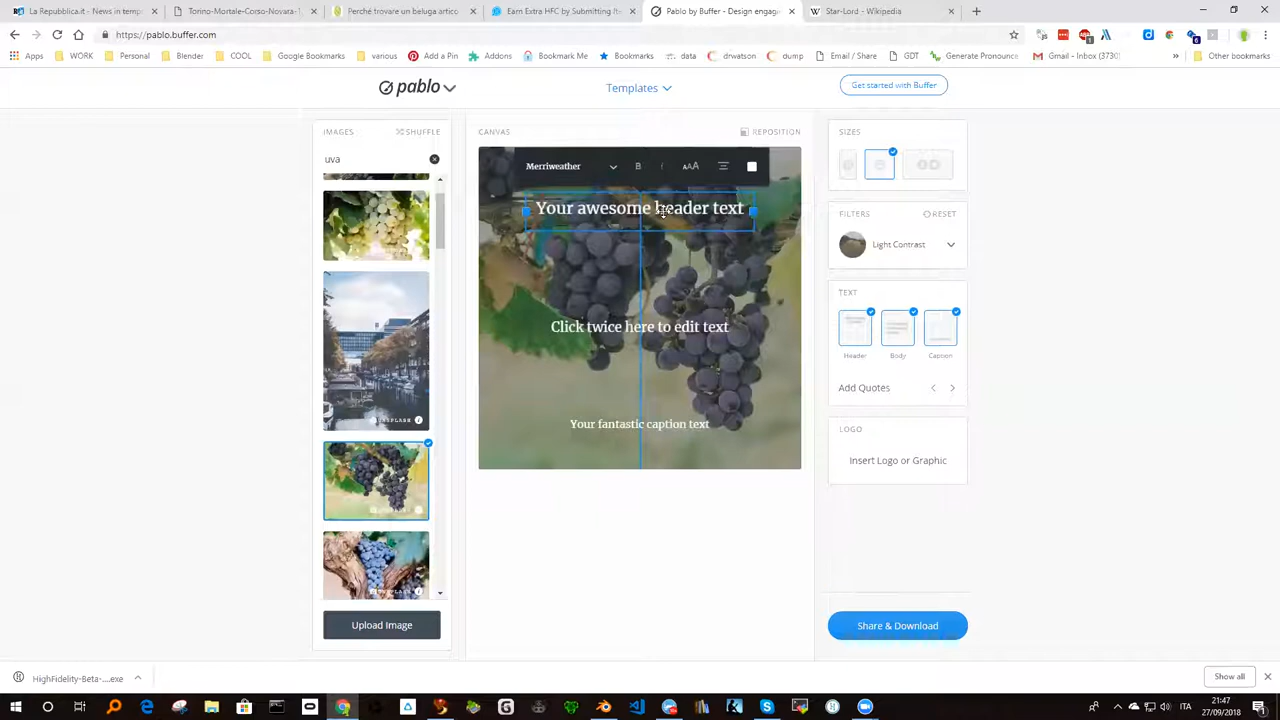 La Repubblica.it - News in temp
Torino-Mortale-Corso-Novara-
Perché trovare un beluga artico
Earn Extra HFC by Submitting It
Pablo by Buffer - Design engag
Star-Lord - Wikipedia
https://pablo.buffer.com
Apps WORK Personal Blender COOL Google Bookmarks various Add a Pin Addons Bookmark Me Bookmarks data drwatson dump Email / Share GDT Generate Pronounce Gmail - Inbox (3730) » Other bookmarks
pablo
Templates
Get started with Buffer
IMAGES SHUFFLE
uva
UNSPLASH
UNSPLASH
Upload Image
CANVAS REPOSITION
Merriweather B I AAA
Your awesome header text
Click twice here to edit text
Your fantastic caption text
SIZES
FILTERS RESET
Light Contrast
TEXT
Header Body Caption
Add Quotes
LOGO
Insert Logo or Graphic
Share & Download
HighFidelity-Beta-....exe
Show all
ITA
21:47
27/09/2018